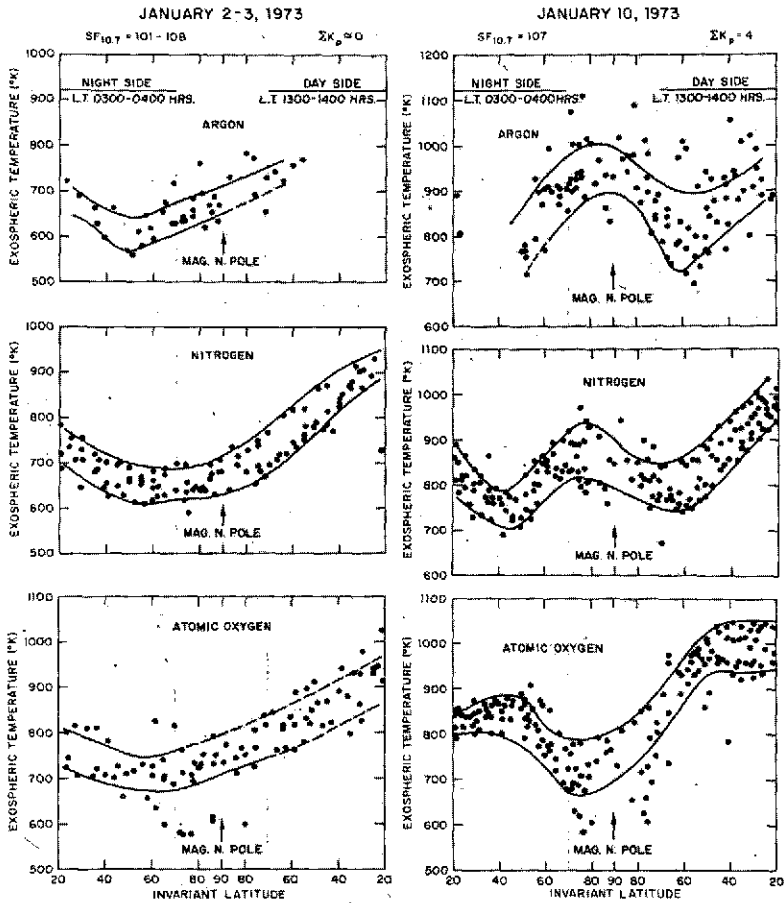 JANUARY 2-3, 1973
SF10.7 = 101-108 ΣKp ≃ 0
1000
900
800
700
600
500
EXOSPHERIC TEMPERATURE (°K)
NIGHT SIDE
L.T. 0300-0400 HRS.
DAY SIDE
L.T. 1300-1400 HRS.
ARGON
MAG. N. POLE
1000
900
800
700
600
500
EXOSPHERIC TEMPERATURE (°K)
NITROGEN
MAG. N. POLE
1100
1000
900
800
700
600
500
EXOSPHERIC TEMPERATURE (°K)
ATOMIC OXYGEN
MAG. N. POLE
20 40 60 80 90 80 60 40 20
INVARIANT LATITUDE
JANUARY 10, 1973
SF10.7 = 107 ΣKp = 4
1200
1100
1000
900
800
700
600
EXOSPHERIC TEMPERATURE (°K)
NIGHT SIDE
L.T. 0300-0400 HRS.
DAY SIDE
L.T. 1300-1400 HRS.
ARGON
MAG. N. POLE
1100
1000
900
800
700
600
EXOSPHERIC TEMPERATURE (°K)
NITROGEN
MAG. N. POLE
1100
1000
900
800
700
600
500
EXOSPHERIC TEMPERATURE (°K)
ATOMIC OXYGEN
MAG. N. POLE
20 40 60 80 90 80 60 40 20
INVARIANT LATITUDE